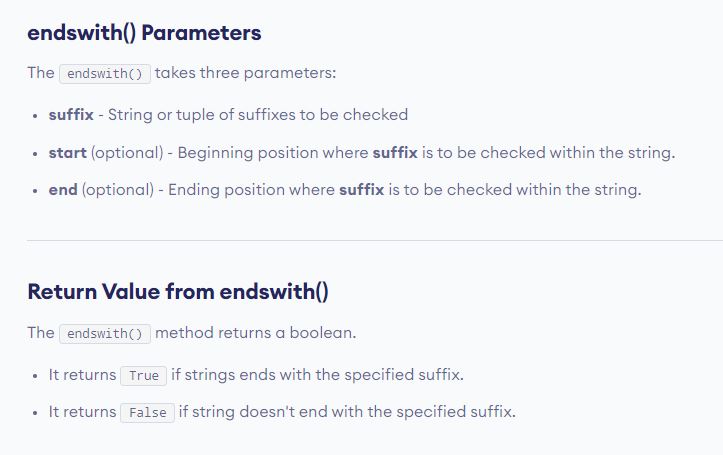 endswith() Parameters
The endswith() takes three parameters:
• suffix - String or tuple of suffixes to be checked
• start (optional) - Beginning position where suffix is to be checked within the string.
• end (optional) - Ending position where suffix is to be checked within the string.
Return Value from endswith()
The endswith() method returns a boolean.
• It returns True if strings ends with the specified suffix.
• It returns False if string doesn't end with the specified suffix.